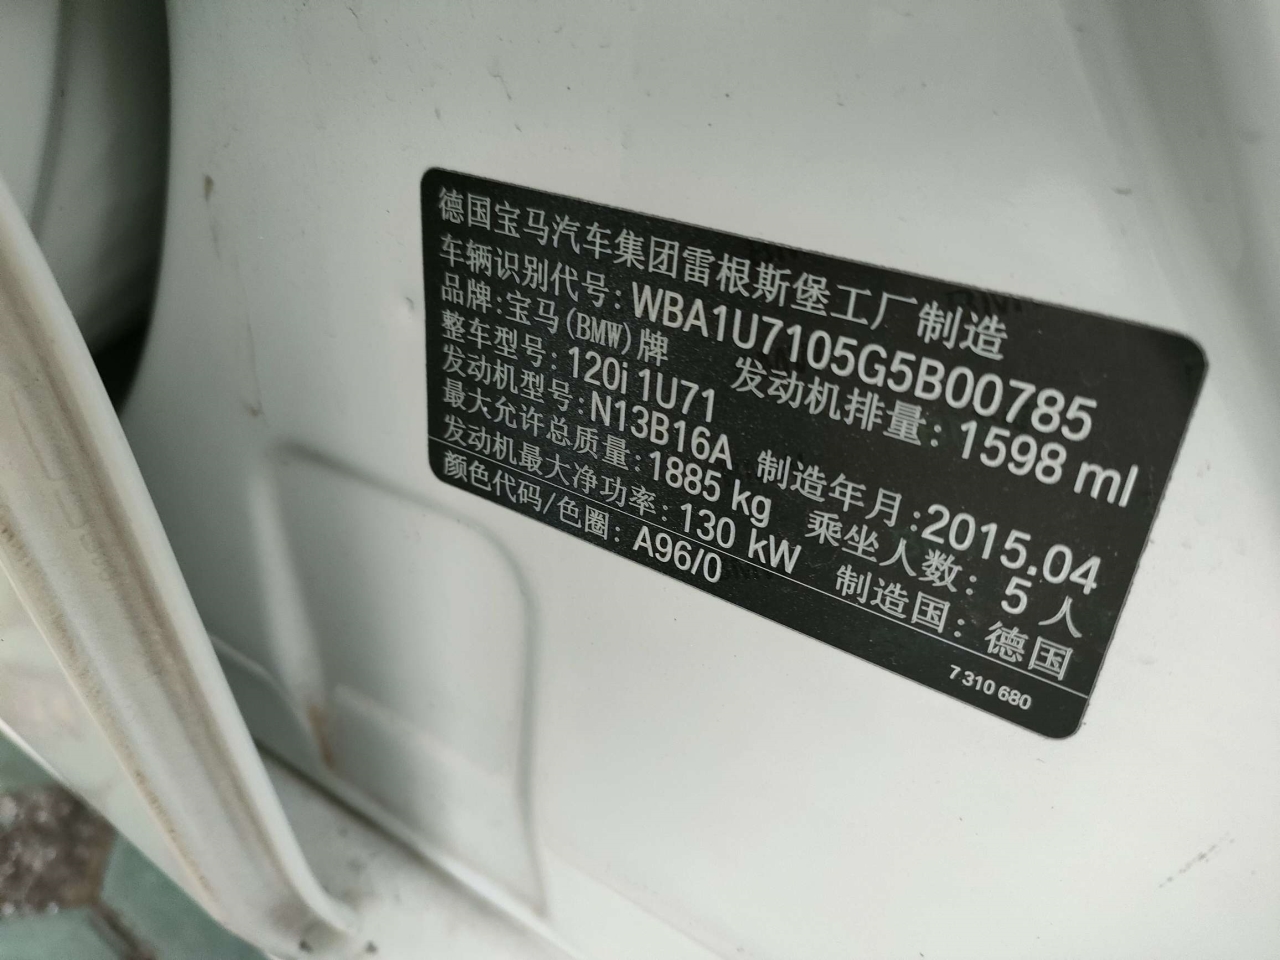 德国宝马汽车集团雷根斯堡工厂制造
车辆识别代号: WBA1U7105G5B00785
品牌:宝马(BMW)牌 发动机排量: 1598 ml
整车型号: 120i 1U71
发动机型号: N13B16A 制造年月:2015.04
最大允许总质量: 1885 kg 乘坐人数: 5 人
发动机最大净功率: 130 kW 制造国: 德国
颜色代码/色圈: A96/0
7 310 680